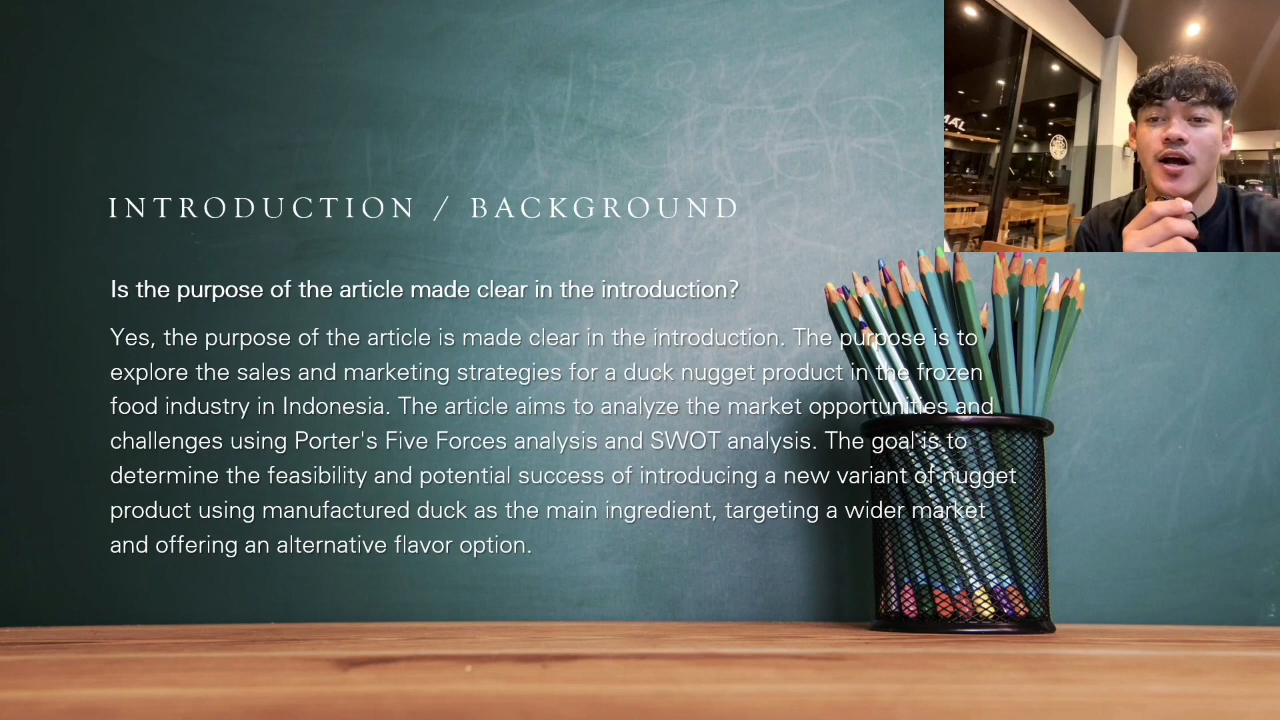 INTRODUCTION / BACKGROUND
Is the purpose of the article made clear in the introduction?
Yes, the purpose of the article is made clear in the introduction. The purpose is to
explore the sales and marketing strategies for a duck nugget product in the frozen
food industry in Indonesia. The article aims to analyze the market opportunities and
challenges using Porter's Five Forces analysis and SWOT analysis. The goal is to
determine the feasibility and potential success of introducing a new variant of nugget
product using manufactured duck as the main ingredient, targeting a wider market
and offering an alternative flavor option.